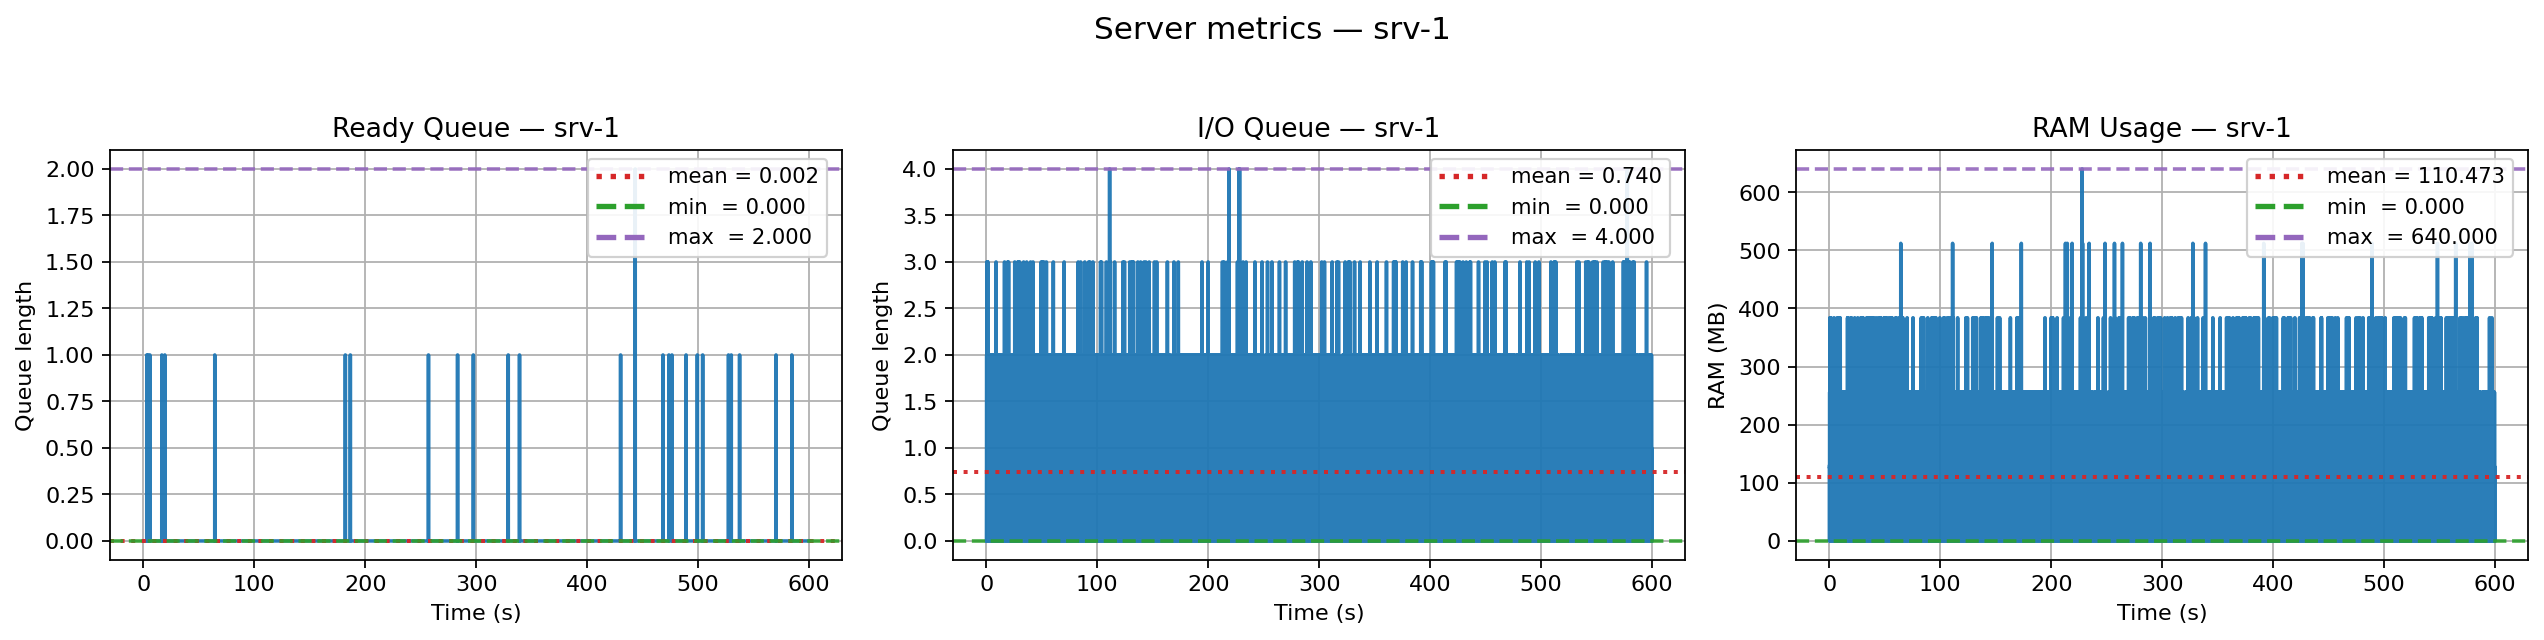 Server metrics — srv-1
Ready Queue — srv-1
2.00
1.75
1.50
1.25
1.00
0.75
0.50
0.25
0.00
Queue length
mean = 0.002
min = 0.000
max = 2.000
0 100 200 300 400 500 600
Time (s)
I/O Queue — srv-1
4.0
3.5
3.0
2.5
2.0
1.5
1.0
0.5
0.0
Queue length
mean = 0.740
min = 0.000
max = 4.000
0 100 200 300 400 500 600
Time (s)
RAM Usage — srv-1
600
500
400
300
200
100
0
RAM (MB)
mean = 110.473
min = 0.000
max = 640.000
0 100 200 300 400 500 600
Time (s)